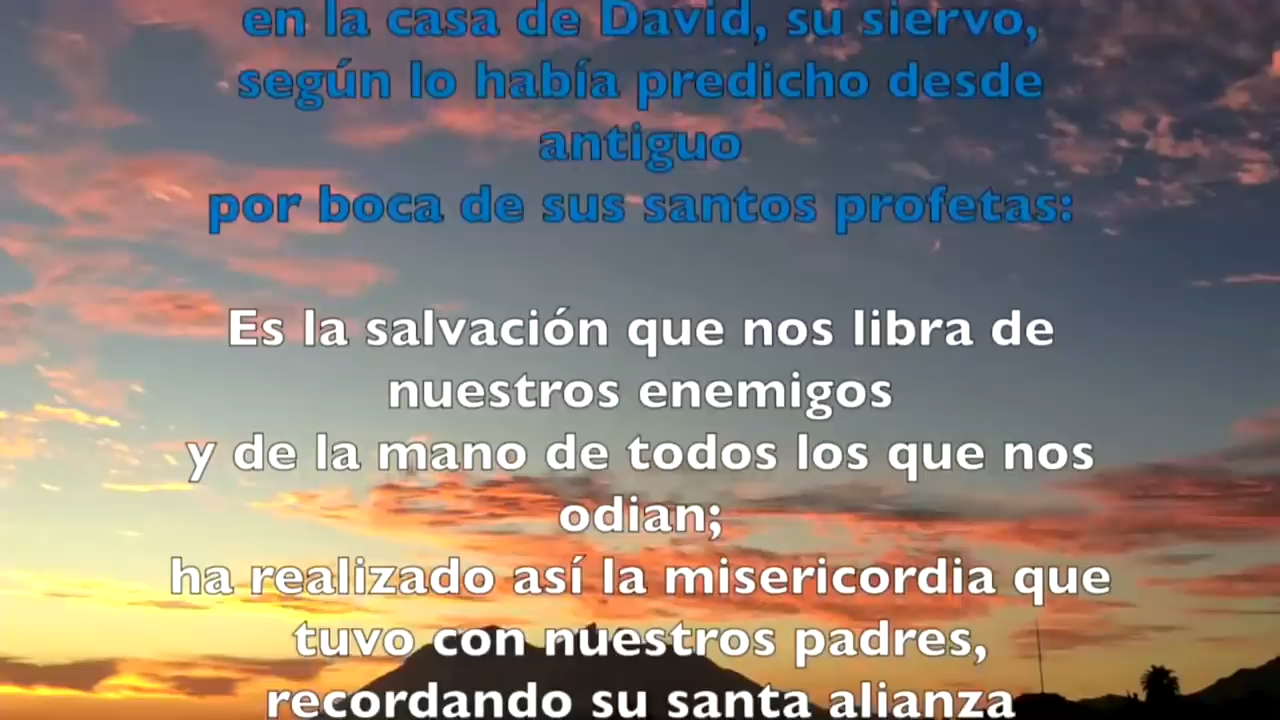 en la casa de David, su siervo,
según lo había predicho desde
antiguo
por boca de sus santos profetas:
Es la salvación que nos libra de
nuestros enemigos
y de la mano de todos los que nos
odian;
ha realizado así la misericordia que
tuvo con nuestros padres,
recordando su santa alianza